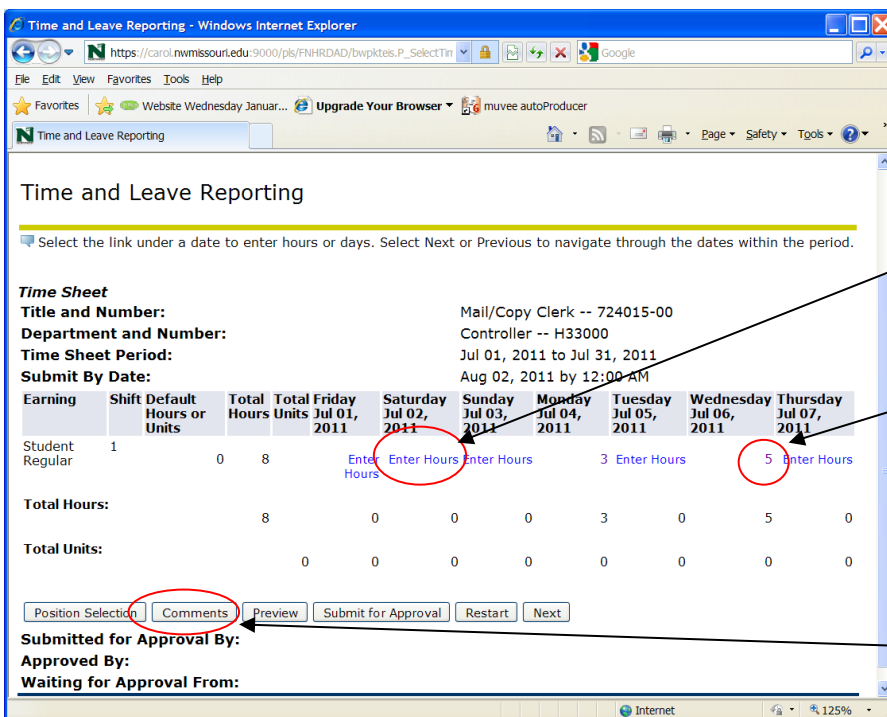 Time and Leave Reporting - Windows Internet Explorer
https://carol.nwmissouri.edu:9000/pls/FNHRDAD/bwpkteis.P_SelectTim Google
File Edit View Favorites Tools Help
Favorites Website Wednesday Januar... Upgrade Your Browser muvee autoProducer
Time and Leave Reporting Page Safety Tools
Time and Leave Reporting
Select the link under a date to enter hours or days. Select Next or Previous to navigate through the dates within the period.
Time Sheet
Title and Number: Mail/Copy Clerk -- 724015-00
Department and Number: Controller -- H33000
Time Sheet Period: Jul 01, 2011 to Jul 31, 2011
Submit By Date: Aug 02, 2011 by 12:00 AM
Earning Shift Default Total Total Friday Saturday Sunday Monday Tuesday Wednesday Thursday
Hours or Hours Units Jul 01, Jul 02, Jul 03, Jul 04, Jul 05, Jul 06, Jul 07,
Units 2011 2011 2011 2011 2011 2011 2011
Student 1
Regular 0 8 Enter Enter Hours Enter Hours 3 Enter Hours 5 Enter Hours
Hours
Total Hours:
8 0 0 0 3 0 5 0
Total Units:
0 0 0 0 0 0 0 0
Position Selection Comments Preview Submit for Approval Restart Next
Submitted for Approval By:
Approved By:
Waiting for Approval From:
Internet 125%